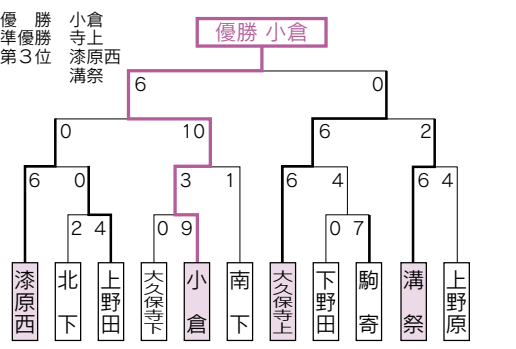 優　勝　小倉
準優勝　寺上
第３位　漆原西
溝祭
優勝 小倉
6 0
0 10 6 2
6 0 3 1 6 4 6 4
2 4 0 9 0 7
漆原西
北下
上野田
大久保寺下
小倉
南下
大久保寺上
下野田
駒寄
溝祭
上野原